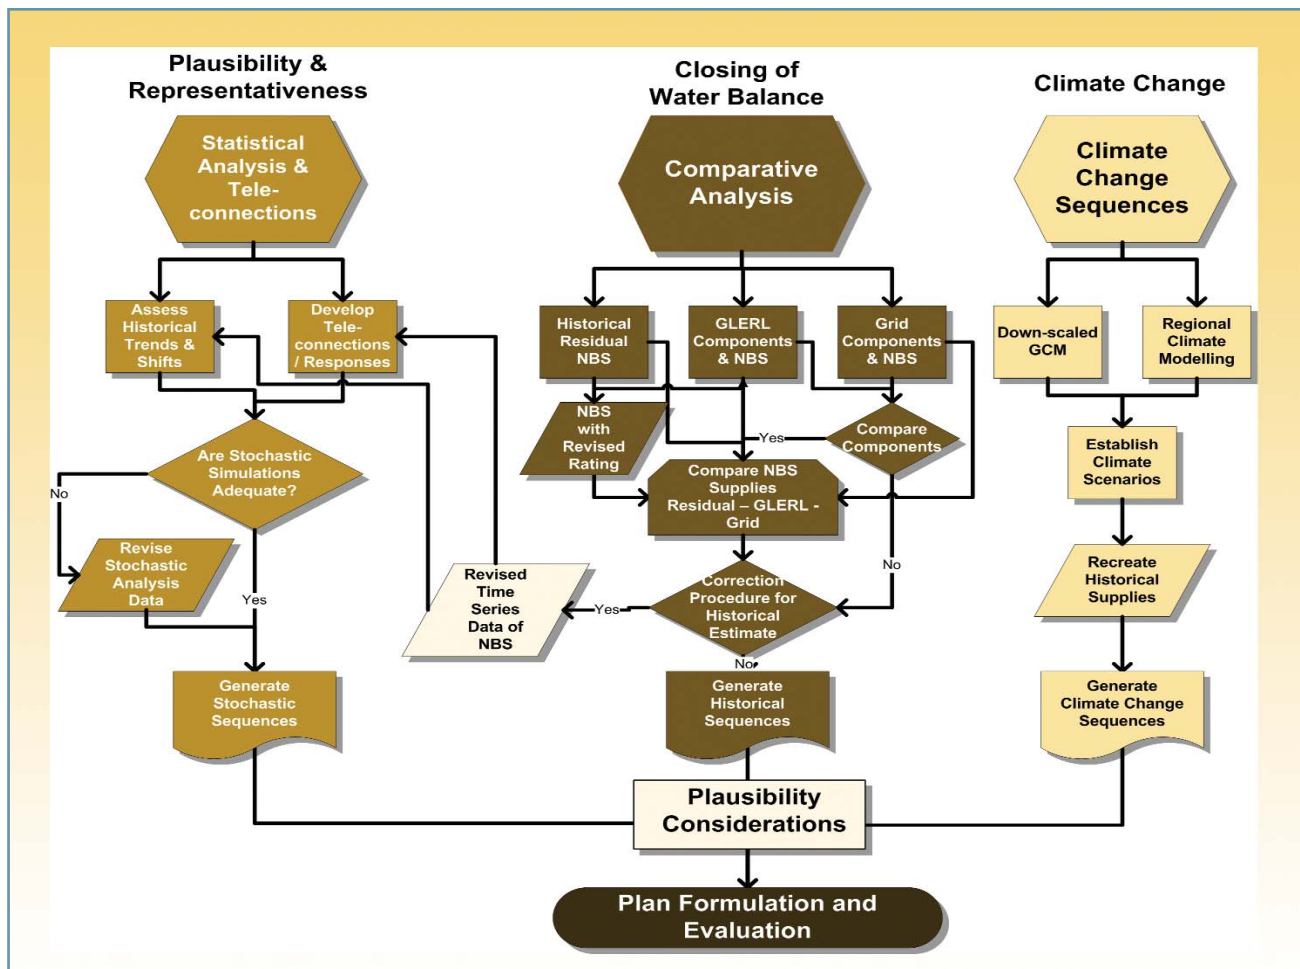 Plausibility &
Representativeness
Closing of
Water Balance
Climate Change
Statistical
Analysis &
Tele-
connections
Comparative
Analysis
Climate
Change
Sequences
Assess
Historical
Trends &
Shifts
Develop
Tele-
connections
/ Responses
Historical
Residual
NBS
GLERL
Components
& NBS
Grid
Components
& NBS
Down-scaled
GCM
Regional
Climate
Modelling
NBS
with
Revised
Rating
Yes
Compare
Components
Are Stochastic
Simulations
Adequate?
No
Compare NBS
Supplies
Residual – GLERL -
Grid
Establish
Climate
Scenarios
Revise
Stochastic
Analysis
Data
Yes
Revised
Time
Series
Data of
NBS
Yes
Correction
Procedure for
Historical
Estimate
No
No
Recreate
Historical
Supplies
Generate
Stochastic
Sequences
Generate
Historical
Sequences
Generate
Climate Change
Sequences
Plausibility
Considerations
Plan Formulation and
Evaluation